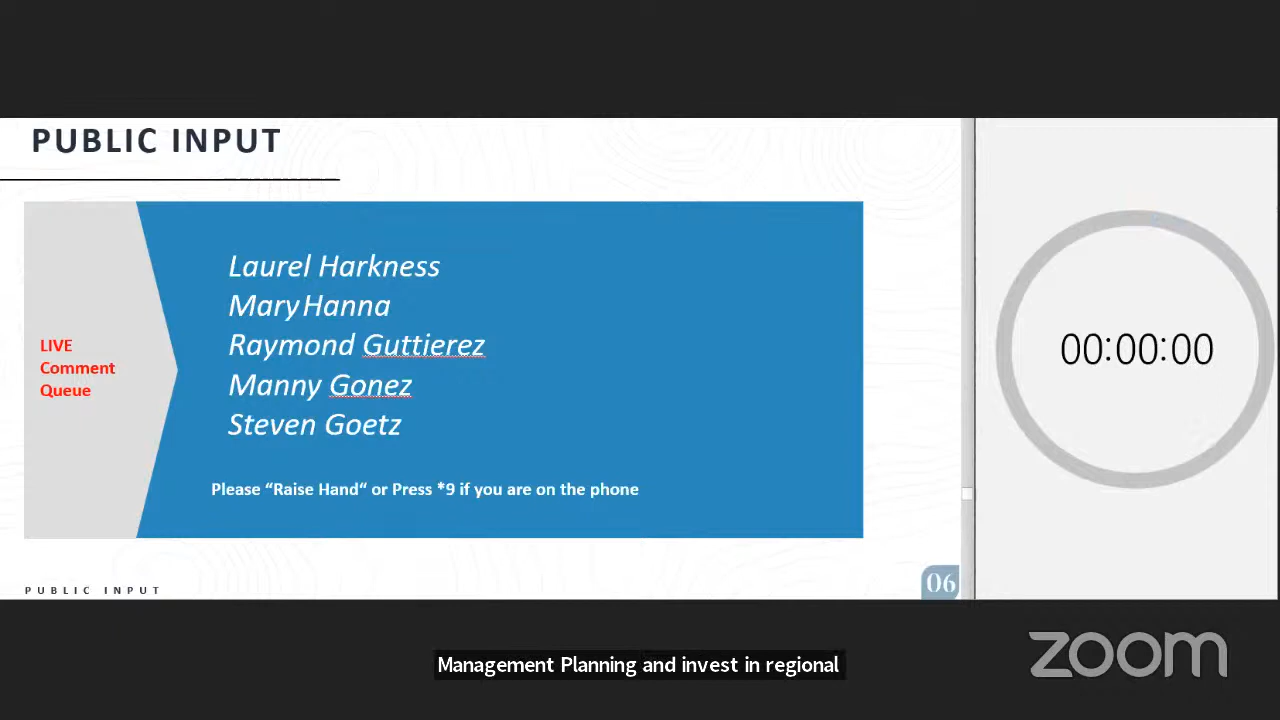 PUBLIC INPUT
LIVE
Comment
Queue
Laurel Harkness
Mary Hanna
Raymond Guttierez
Manny Gonez
Steven Goetz
Please “Raise Hand“ or Press *9 if you are on the phone
00:00:00
PUBLIC INPUT
06
Management Planning and invest in regional
zoom